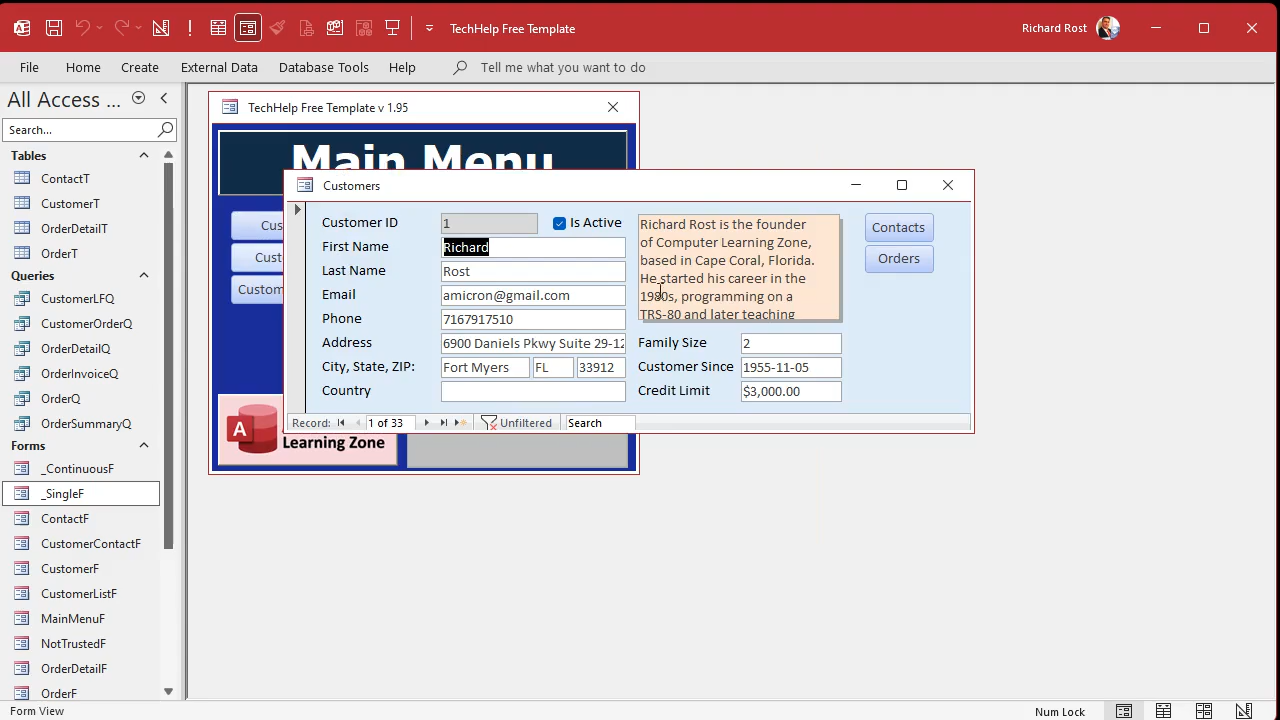 TechHelp Free Template
Richard Rost
File
Home
Create
External Data
Database Tools
Help
Tell me what you want to do
All Access ...
Search...
Tables
ContactT
CustomerT
OrderDetailT
OrderT
Queries
CustomerLFQ
CustomerOrderQ
OrderDetailQ
InvoiceQ
OrderQ
OrderSummaryQ
Forms
_ContinuousF
_SingleF
ContactF
CustomerContactF
CustomerF
CustomerListF
MainMenuF
NotTrustedF
OrderDetailF
OrderF
TechHelp Free Template v 1.95
Main Menu
Cus
Cust
Custom
A
Learning Zone
Customers
Customer ID 1 Is Active
First Name Richard
Last Name Rost
Email amicron@gmail.com
Phone 7167917510
Address 6900 Daniels Pkwy Suite 29-12
City, State, ZIP: Fort Myers FL 33912
Country
Richard Rost is the founder
of Computer Learning Zone,
based in Cape Coral, Florida.
He started his career in the
1980s, programming on a
TRS-80 and later teaching
Family Size 2
Customer Since 1955-11-05
Credit Limit $3,000.00
Contacts
Orders
Record: 1 of 33 Unfiltered Search
Form View
Num Lock